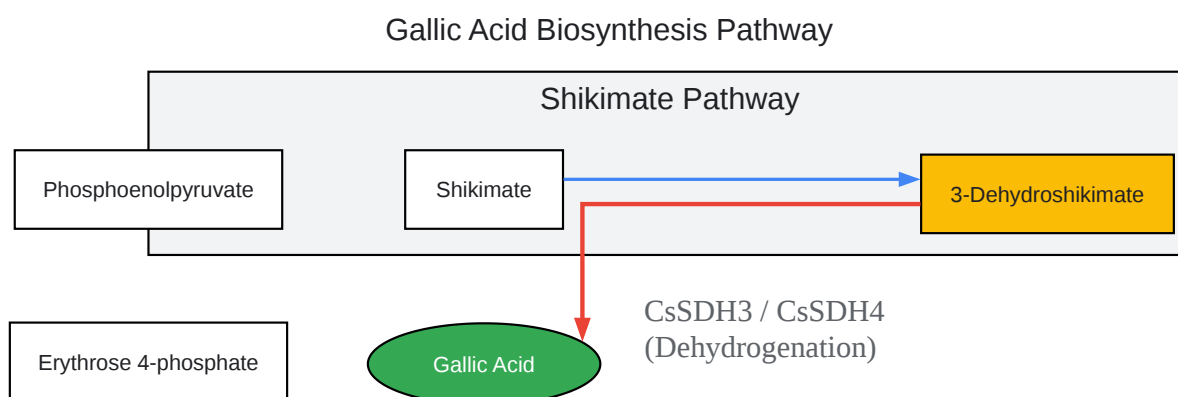 Gallic Acid Biosynthesis Pathway
Shikimate Pathway
Phosphoenolpyruvate
Shikimate
3-Dehydroshikimate
CsSDH3 / CsSDH4
(Dehydrogenation)
Erythrose 4-phosphate
Gallic Acid